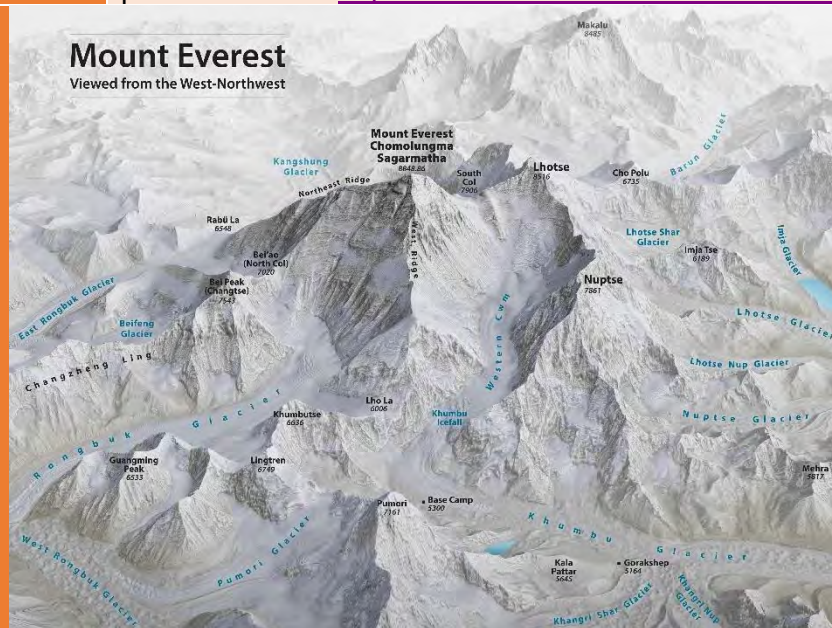 Mount Everest
Viewed from the West-Northwest
Makalu
8485
Barun Glacier
Mount Everest
Chomolungma
Sagarmatha
8848.86
Kangshung
Glacier
Northeast Ridge
South
Col
7906
Lhotse
8516
Cho Polu
6735
Rabü La
6548
West Ridge
Lhotse Shar
Glacier
Imja Tse
6189
Imja Glacier
Bei'ao
(North Col)
7020
Bei Peak
(Changtse)
7543
Nuptse
7861
East Rongbuk Glacier
Beifeng
Glacier
Western Cwm
Lhotse Glacier
Changzheng Ling
Lhotse Nup Glacier
Rongbuk Glacier
Khumbutse
6636
Lho La
6006
Khumbu
Icefall
Nuptse Glacier
Guangming
Peak
6533
Lingtren
6749
Mehra
5817
Pumori
7161
Base Camp
5300
Khumbu Glacier
West Rongbuk Glacier
Pumori Glacier
Kala
Pattar
5645
Gorakshep
5164
Khangri Shar Glacier
Khangri Nup
Glacier